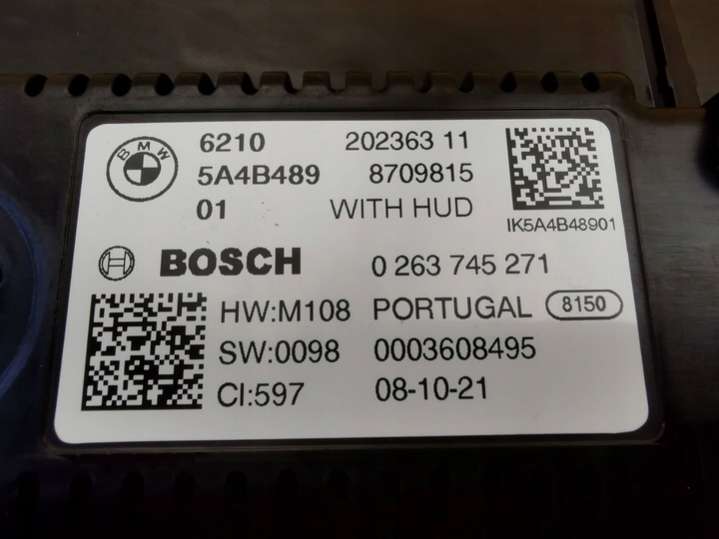 BMW
6210 202363 11
5A4B489 8709815
01 WITH HUD
IK5A4B48901
BOSCH 0 263 745 271
HW:M108 PORTUGAL 8150
SW:0098 0003608495
CI:597 08-10-21